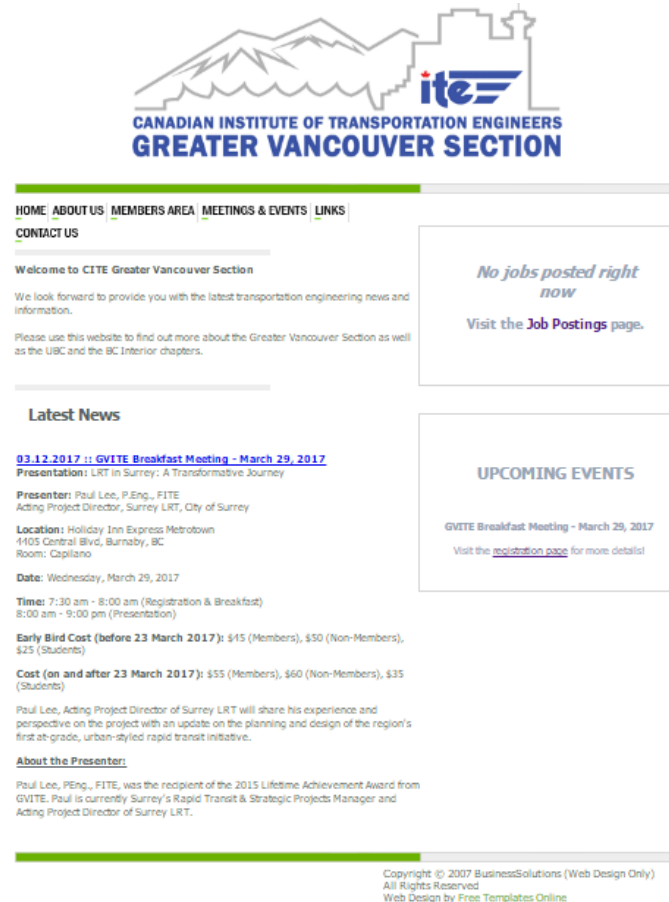 ite
CANADIAN INSTITUTE OF TRANSPORTATION ENGINEERS
GREATER VANCOUVER SECTION
HOME ABOUT US MEMBERS AREA MEETINGS & EVENTS LINKS
CONTACT US
Welcome to CITE Greater Vancouver Section
We look forward to provide you with the latest transportation engineering news and
information.
Please use this website to find out more about the Greater Vancouver Section as well
as the UBC and the BC Interior chapters.
No jobs posted right
now
Visit the Job Postings page.
Latest News
03.12.2017 :: GVITE Breakfast Meeting - March 29, 2017
Presentation: LRT in Surrey: A Transformative Journey
Presenter: Paul Lee, P.Eng., FITE
Acting Project Director, Surrey LRT, City of Surrey
Location: Holiday Inn Express Metrotown
4405 Central Blvd, Burnaby, BC
Room: Capilano
Date: Wednesday, March 29, 2017
Time: 7:30 am - 8:00 am (Registration & Breakfast)
8:00 am - 9:00 pm (Presentation)
Early Bird Cost (before 23 March 2017): $45 (Members), $50 (Non-Members),
$25 (Students)
Cost (on and after 23 March 2017): $55 (Members), $60 (Non-Members), $35
(Students)
Paul Lee, Acting Project Director of Surrey LRT will share his experience and
perspective on the project with an update on the planning and design of the region's
first at-grade, urban-styled rapid transit initiative.
About the Presenter:
Paul Lee, PEng., FITE, was the recipient of the 2015 Lifetime Achievement Award from
GVITE. Paul is currently Surrey's Rapid Transit & Strategic Projects Manager and
Acting Project Director of Surrey LRT.
UPCOMING EVENTS
GVITE Breakfast Meeting - March 29, 2017
Visit the registration page for more details!
Copyright © 2007 BusinessSolutions (Web Design Only)
All Rights Reserved
Web Design by Free Templates Online